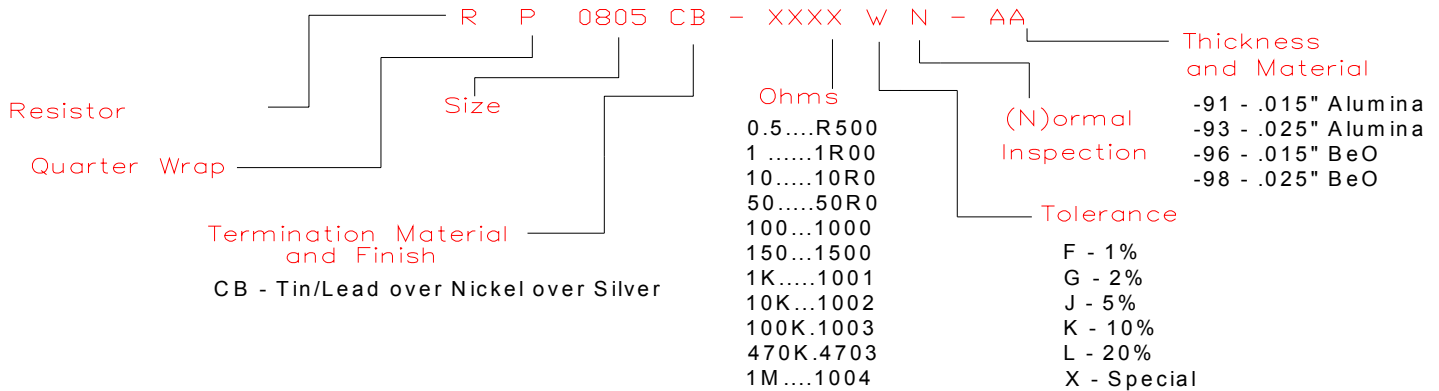 R P 0805 CB - XXXX W N - AA
Resistor
Quarter Wrap
Size
Termination Material
and Finish
CB - Tin/Lead over Nickel over Silver
Ohms
0.5....R500
1 ......1R00
10.....10R0
50.....50R0
100...1000
150...1500
1K.....1001
10K...1002
100K.1003
470K.4703
1M....1004
(N)ormal
Inspection
Tolerance
F - 1%
G - 2%
J - 5%
K - 10%
L - 20%
X - Special
Thickness
and Material
-91 - .015" Alumina
-93 - .025" Alumina
-96 - .015" BeO
-98 - .025" BeO